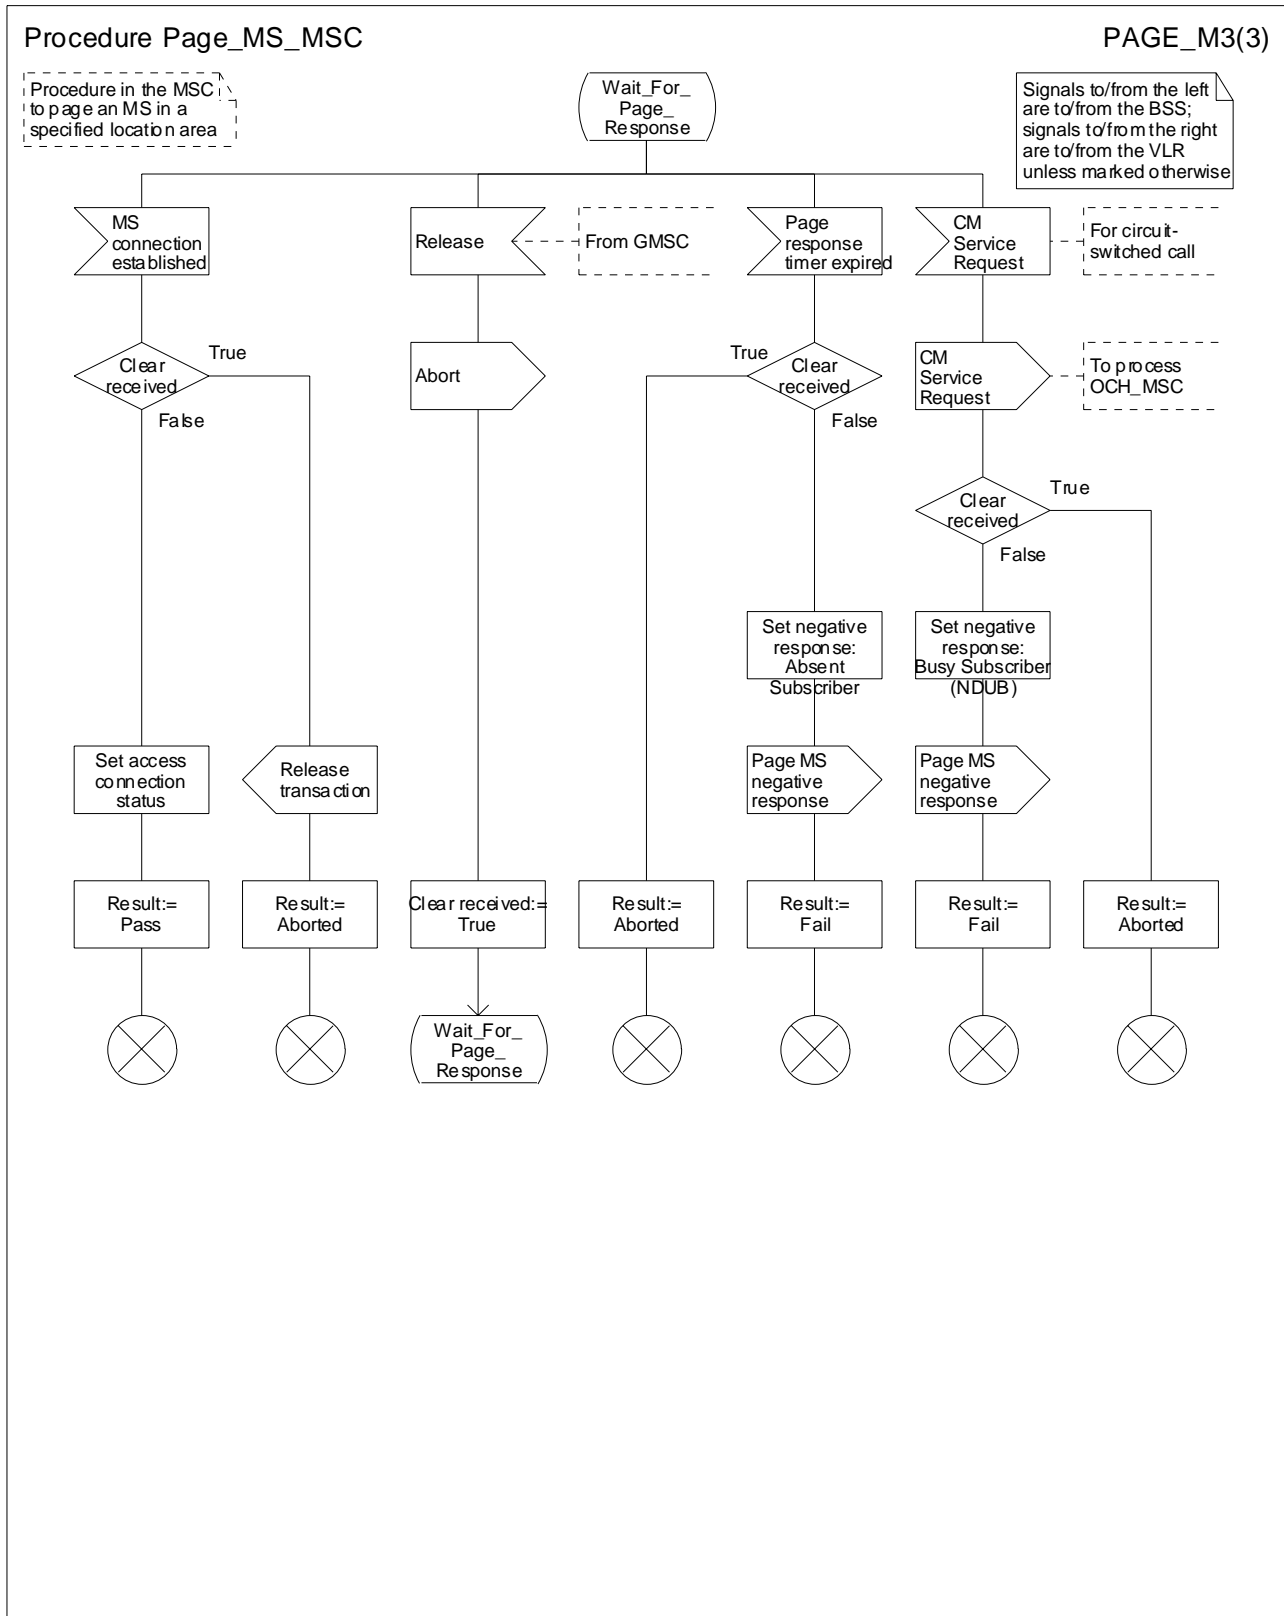 Procedure Page_MS_MSC
PAGE_M3(3)
Procedure in the MSC
to page an MS in a
specified location area
Wait_For_
Page_
Response
Signals to/from the left
are to/from the BSS;
signals to/from the right
are to/from the VLR
unless marked otherwise
MS
connection
established
Release
From GMSC
Page
response
timer expired
CM
Service
Request
For circuit-
switched call
Clear
received
True
False
Abort
True
Clear
received
False
CM
Service
Request
To process
OCH_MSC
Clear
received
True
False
Set negative
response:
Absent
Subscriber
Set negative
response:
Busy Subscriber
(NDUB)
Set access
connection
status
Release
transaction
Page MS
negative
response
Page MS
negative
response
Result:=
Pass
Result:=
Aborted
Clear received:=
True
Result:=
Aborted
Result:=
Fail
Result:=
Fail
Result:=
Aborted
Wait_For_
Page_
Response